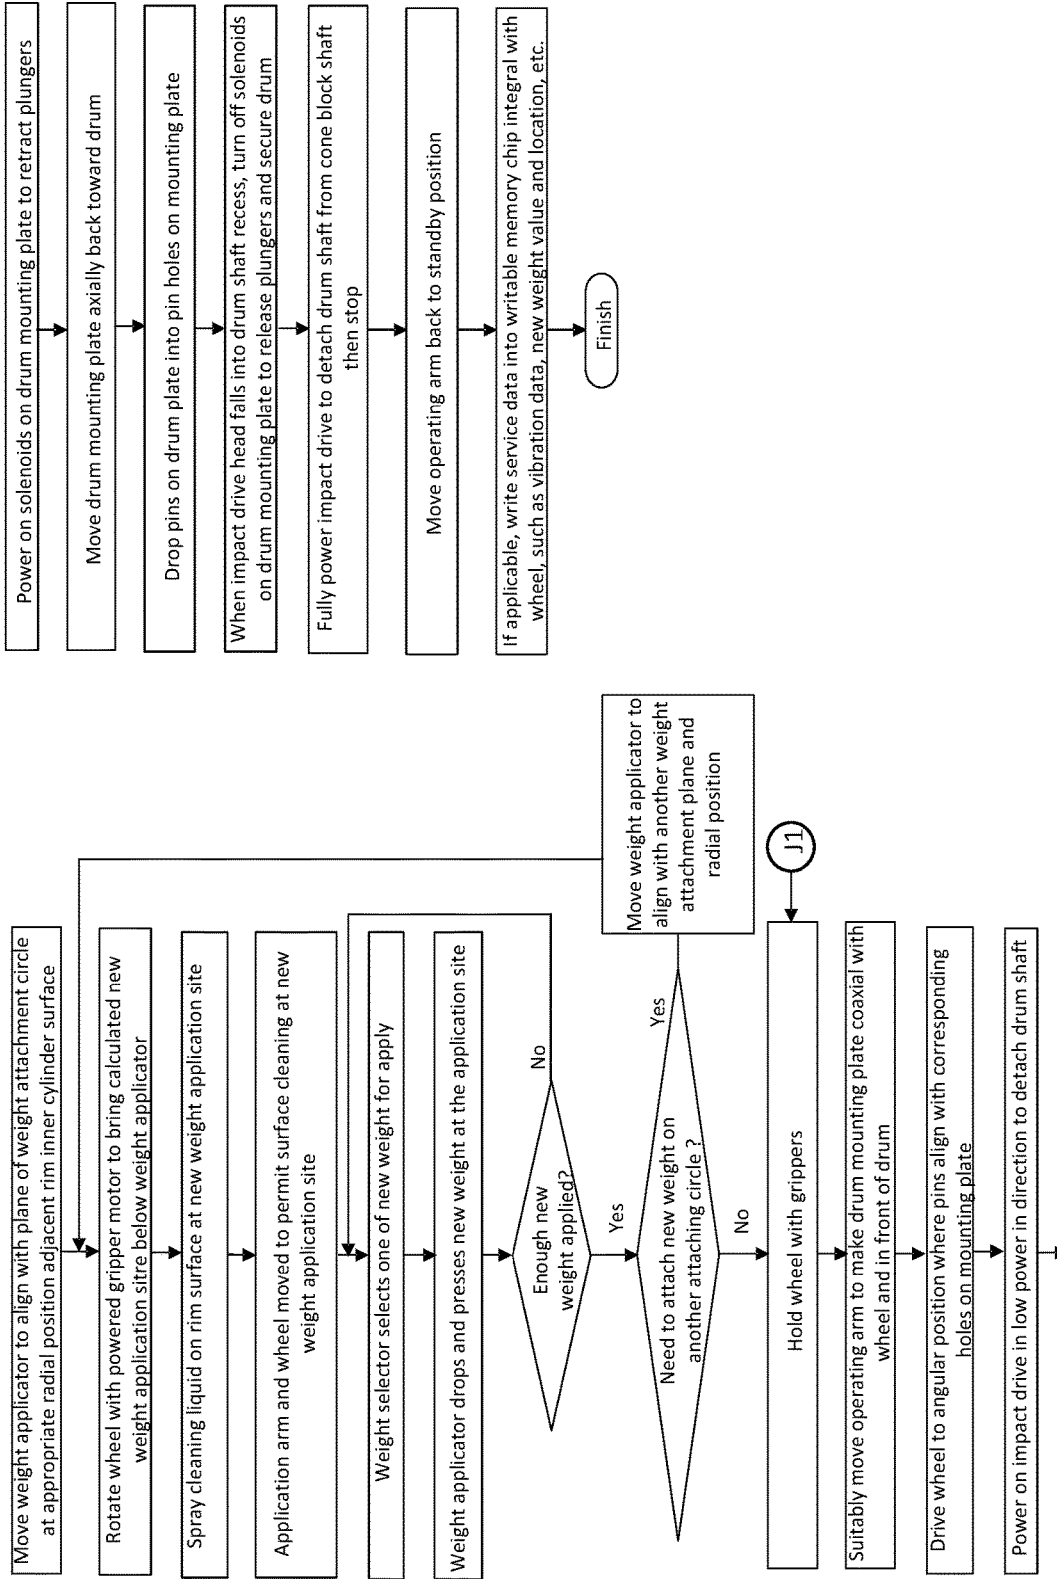 Move weight applicator to align with plane of weight attachment circle
at appropriate radial position adjacent rim inner cylinder surface
Rotate wheel with powered gripper motor to bring calculated new
weight application sitre below weight applicator
Spray cleaning liquid on rim surface at new weight application site
Application arm and wheel moved to permit surface cleaning at new
weight application site
Weight selector selects one of new weight for apply
Weight applicator drops and presses new weight at the application site
Enough new
weight applied?
No
Yes
Need to attach new weight on
another attaching circle ?
Yes
No
Move weight applicator to
align with another weight
attachment plane and
radial position
J1
Hold wheel with grippers
Suitably move operating arm to make drum mounting plate coaxial with
wheel and in front of drum
Drive wheel to angular position where pins align with corresponding
holes on mounting plate
Power on impact drive in low power in direction to detach drum shaft
Power on solenoids on drum mounting plate to retract plungers
Move drum mounting plate axially back toward drum
Drop pins on drum plate into pin holes on mounting plate
When impact drive head falls into drum shaft recess, turn off solenoids
on drum mounting plate to release plungers and secure drum
Fully power impact drive to detach drum shaft from cone block shaft
then stop
Move operating arm back to standby position
If applicable, write service data into writable memory chip integral with
wheel, such as vibration data, new weight value and location, etc.
Finish